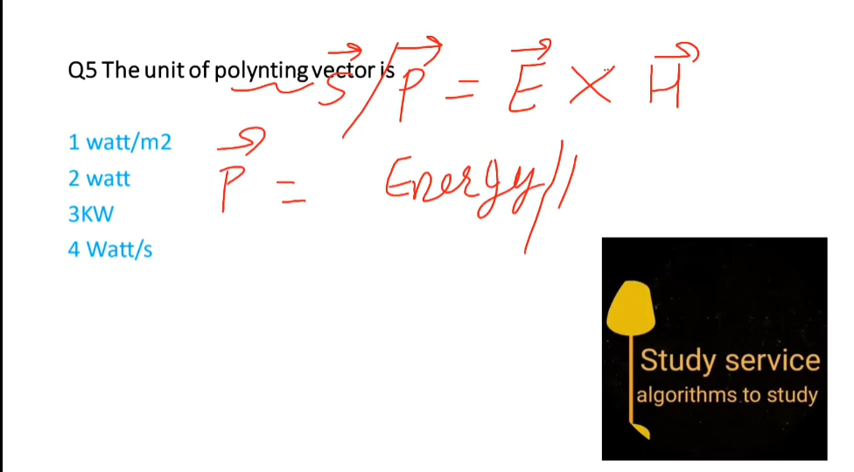 Q5 The unit of polynting vector is S/P = E × H
1 watt/m2
P = Energy//
2 watt
3KW
4 Watt/s
Study service
algorithms to study